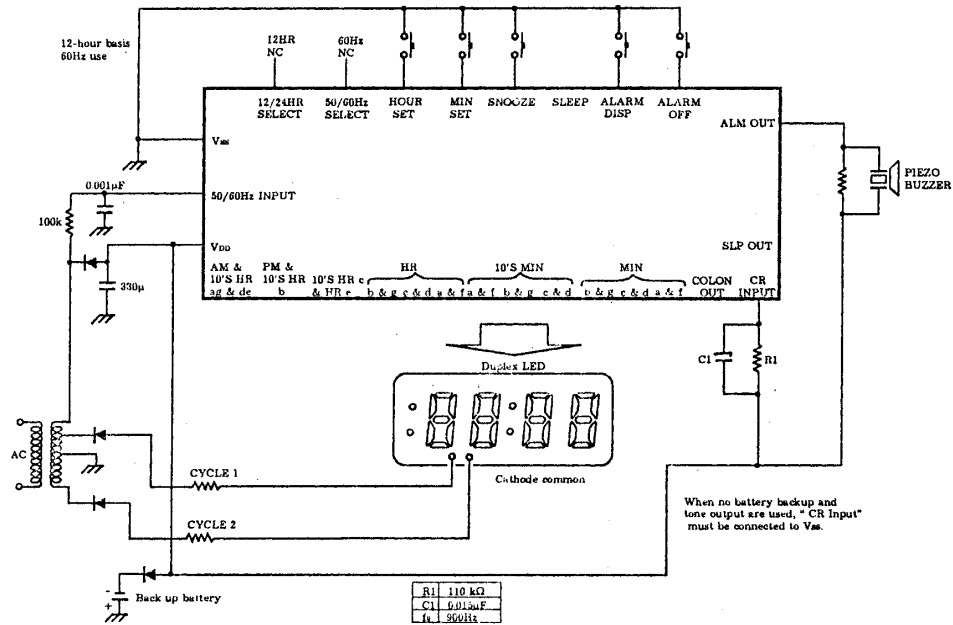 12-hour basis
60Hz use
12HR
NC
60Hz
NC
12/24HR
SELECT
50/60Hz
SELECT
HOUR
SET
MIN
SET
SNOOZE
SLEEP
ALARM
DISP
ALARM
OFF
ALM OUT
Vss
0.001μF
50/60Hz INPUT
PIEZO
BUZZER
100k
VDD
SLP OUT
330μ
AM &
10'S HR
ag & de
PM &
10'S HR
b
10'S HR c
& HR e
HR
b & g c & d a & f
10'S MIN
a & f b & g c & d
MIN
b & g c & d a & f
COLON
OUT
CR
INPUT
C1
R1
Duplex LED
Cathode common
AC
CYCLE 1
CYCLE 2
When no battery backup and
tone output are used, " CR Input"
must be connected to Vss.
-
+
Back up battery
R1 110 kΩ
C1 0.015μF
900Hz